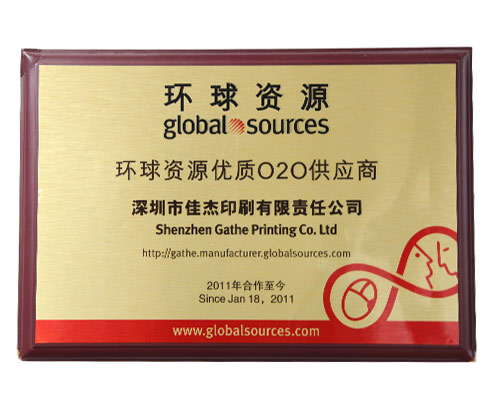 环球资源
global sources
环球资源优质O2O供应商
深圳市佳杰印刷有限责任公司
Shenzhen Gathe Printing Co. Ltd
http://gathe.manufacturer.globalsources.com
2011年合作至今
Since Jan 18, 2011
www.globalsources.com